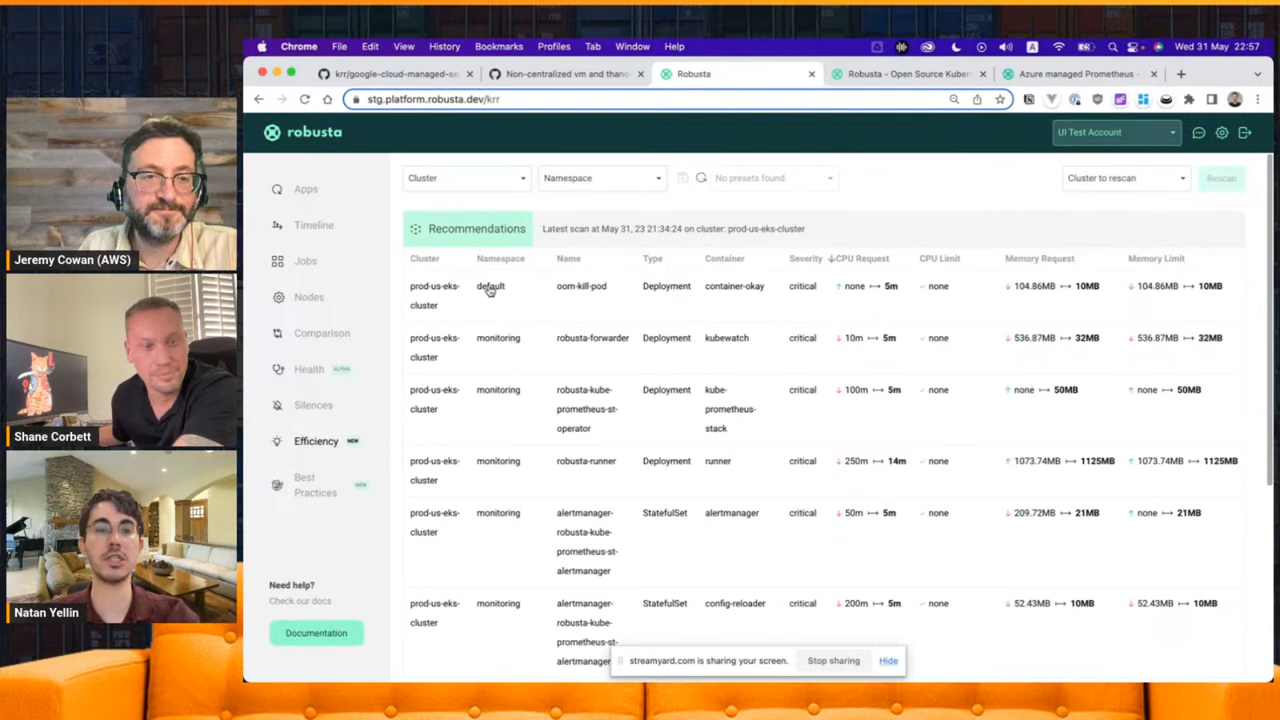 Chrome File Edit View History Bookmarks Profiles Tab Window Help A Wed 31 May 22:57
krr/google-cloud-managed-se Non-centralized vm and thano Robusta Robusta - Open Source Kuber Azure managed Prometheus -
stg.platform.robusta.dev/krr
robusta UI Test Account
Cluster Namespace No presets found. Cluster to rescan Rescan
Apps
Timeline
Jobs
Nodes
Comparison
Health ALPHA
Silences
Efficiency NEW
Best
Practices NEW
Need help?
Check our docs
Documentation
Recommendations Latest scan at May 31, 23 21:34:24 on cluster: prod-us-eks-cluster
Cluster Namespace Name Type Container Severity ↓ CPU Request CPU Limit Memory Request Memory Limit
prod-us-eks- default oom-kill-pod Deployment container-okay critical ↑ none ↦ 5m none ↓ 104.86MB ↦ 10MB ↓ 104.86MB ↦ 10MB
cluster
prod-us-eks- monitoring robusta-forwarder Deployment kubewatch critical ↓ 10m ↦ 5m none ↓ 536.87MB ↦ 32MB ↓ 536.87MB ↦ 32MB
cluster
prod-us-eks- monitoring robusta-kube- Deployment kube- critical ↓ 100m ↦ 5m none ↑ none ↦ 50MB ↑ none ↦ 50MB
cluster prometheus-st- prometheus-
operator stack
prod-us-eks- monitoring robusta-runner Deployment runner critical ↓ 250m ↦ 14m none ↑ 1073.74MB ↦ 1125MB ↑ 1073.74MB ↦ 1125MB
cluster
prod-us-eks- monitoring alertmanager- StatefulSet alertmanager critical ↓ 50m ↦ 5m none ↓ 209.72MB ↦ 21MB ↑ none ↦ 21MB
cluster robusta-kube-
prometheus-st-
alertmanager
prod-us-eks- monitoring alertmanager- StatefulSet config-reloader critical ↓ 200m ↦ 5m none ↓ 52.43MB ↦ 10MB ↓ 52.43MB ↦ 10MB
cluster robusta-kube-
prometheus-st-
alertmanager
streamyard.com is sharing your screen. Stop sharing Hide
Jeremy Cowan (AWS)
Shane Corbett
Natan Yellin